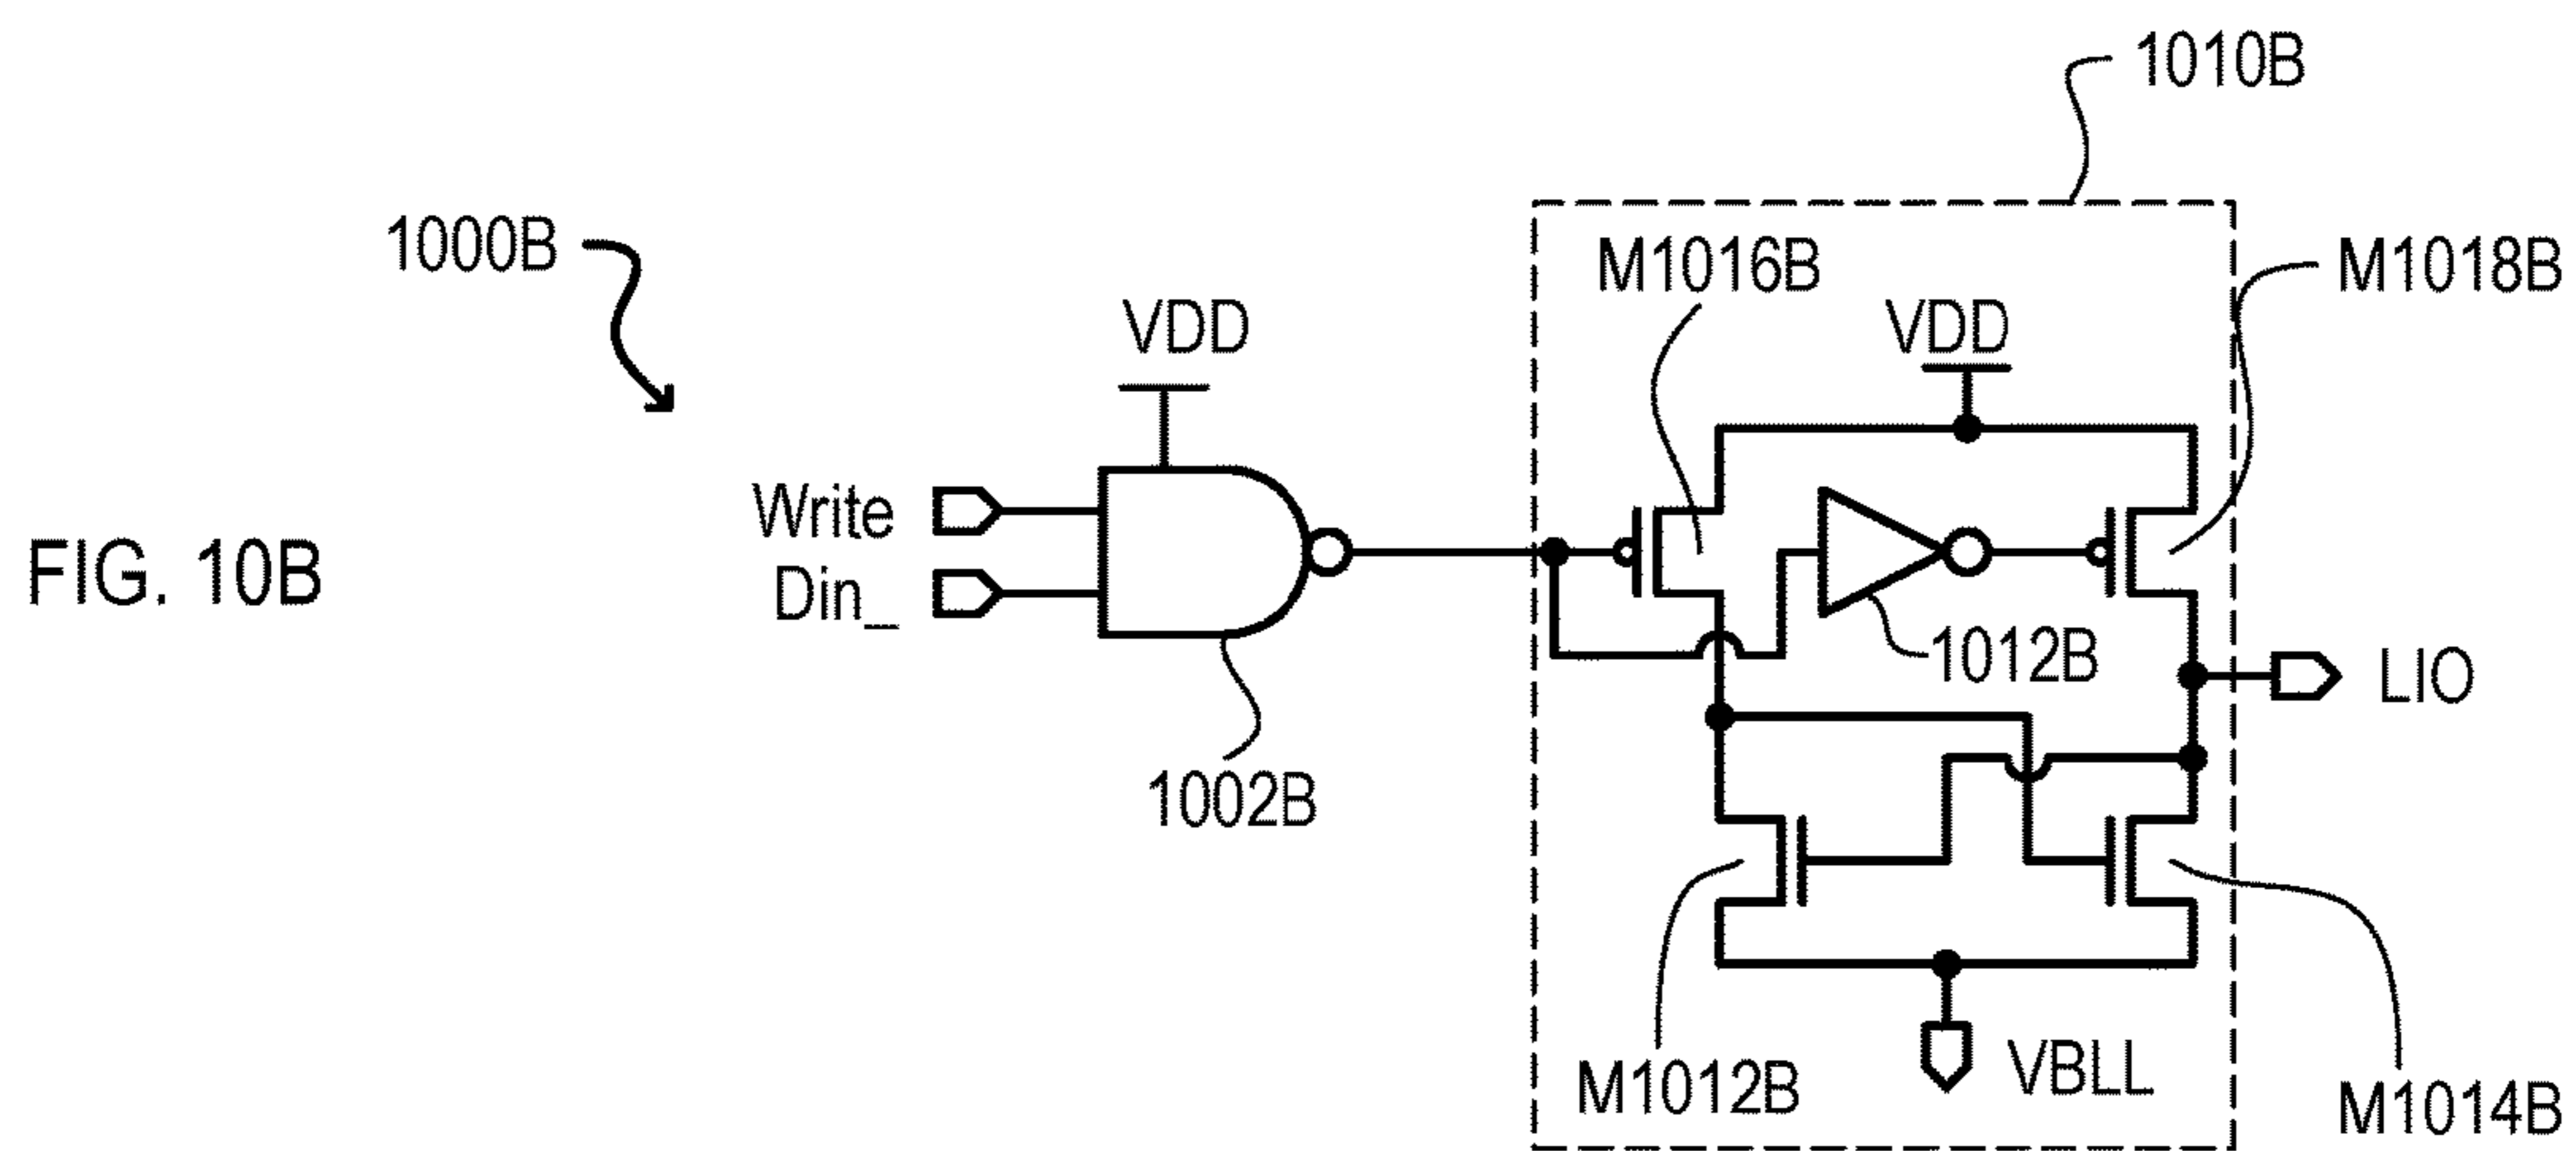 1010B
1000B
M1016B
M1018B
VDD
VDD
Write
FIG. 10B
Din_
1012B
LIO
1002B
VBLL
M1012B
M1014B